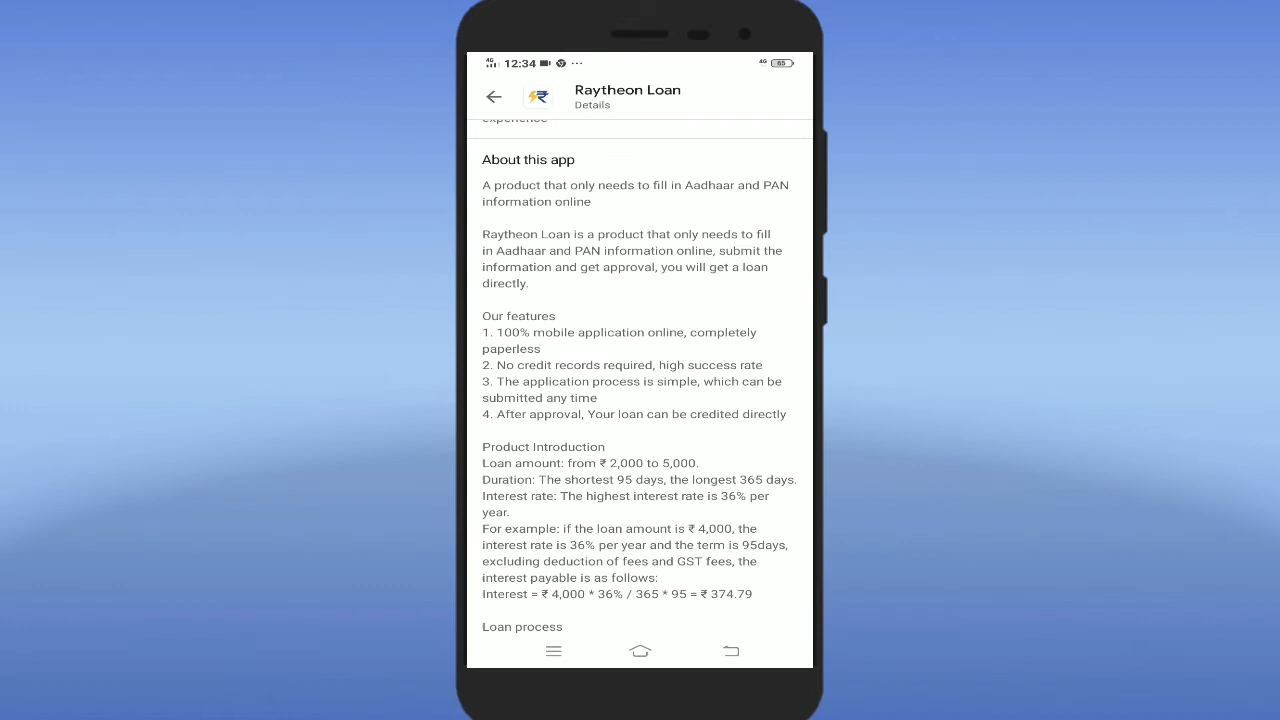 4G 12:34 ... 4G 65
Raytheon Loan
Details
experience
About this app
A product that only needs to fill in Aadhaar and PAN
information online
Raytheon Loan is a product that only needs to fill
in Aadhaar and PAN information online, submit the
information and get approval, you will get a loan
directly.
Our features
1. 100% mobile application online, completely
paperless
2. No credit records required, high success rate
3. The application process is simple, which can be
submitted any time
4. After approval, Your loan can be credited directly
Product Introduction
Loan amount: from ₹ 2,000 to 5,000.
Duration: The shortest 95 days, the longest 365 days.
Interest rate: The highest interest rate is 36% per
year.
For example: if the loan amount is ₹ 4,000, the
interest rate is 36% per year and the term is 95days,
excluding deduction of fees and GST fees, the
interest payable is as follows:
Interest = ₹ 4,000 * 36% / 365 * 95 = ₹ 374.79
Loan process